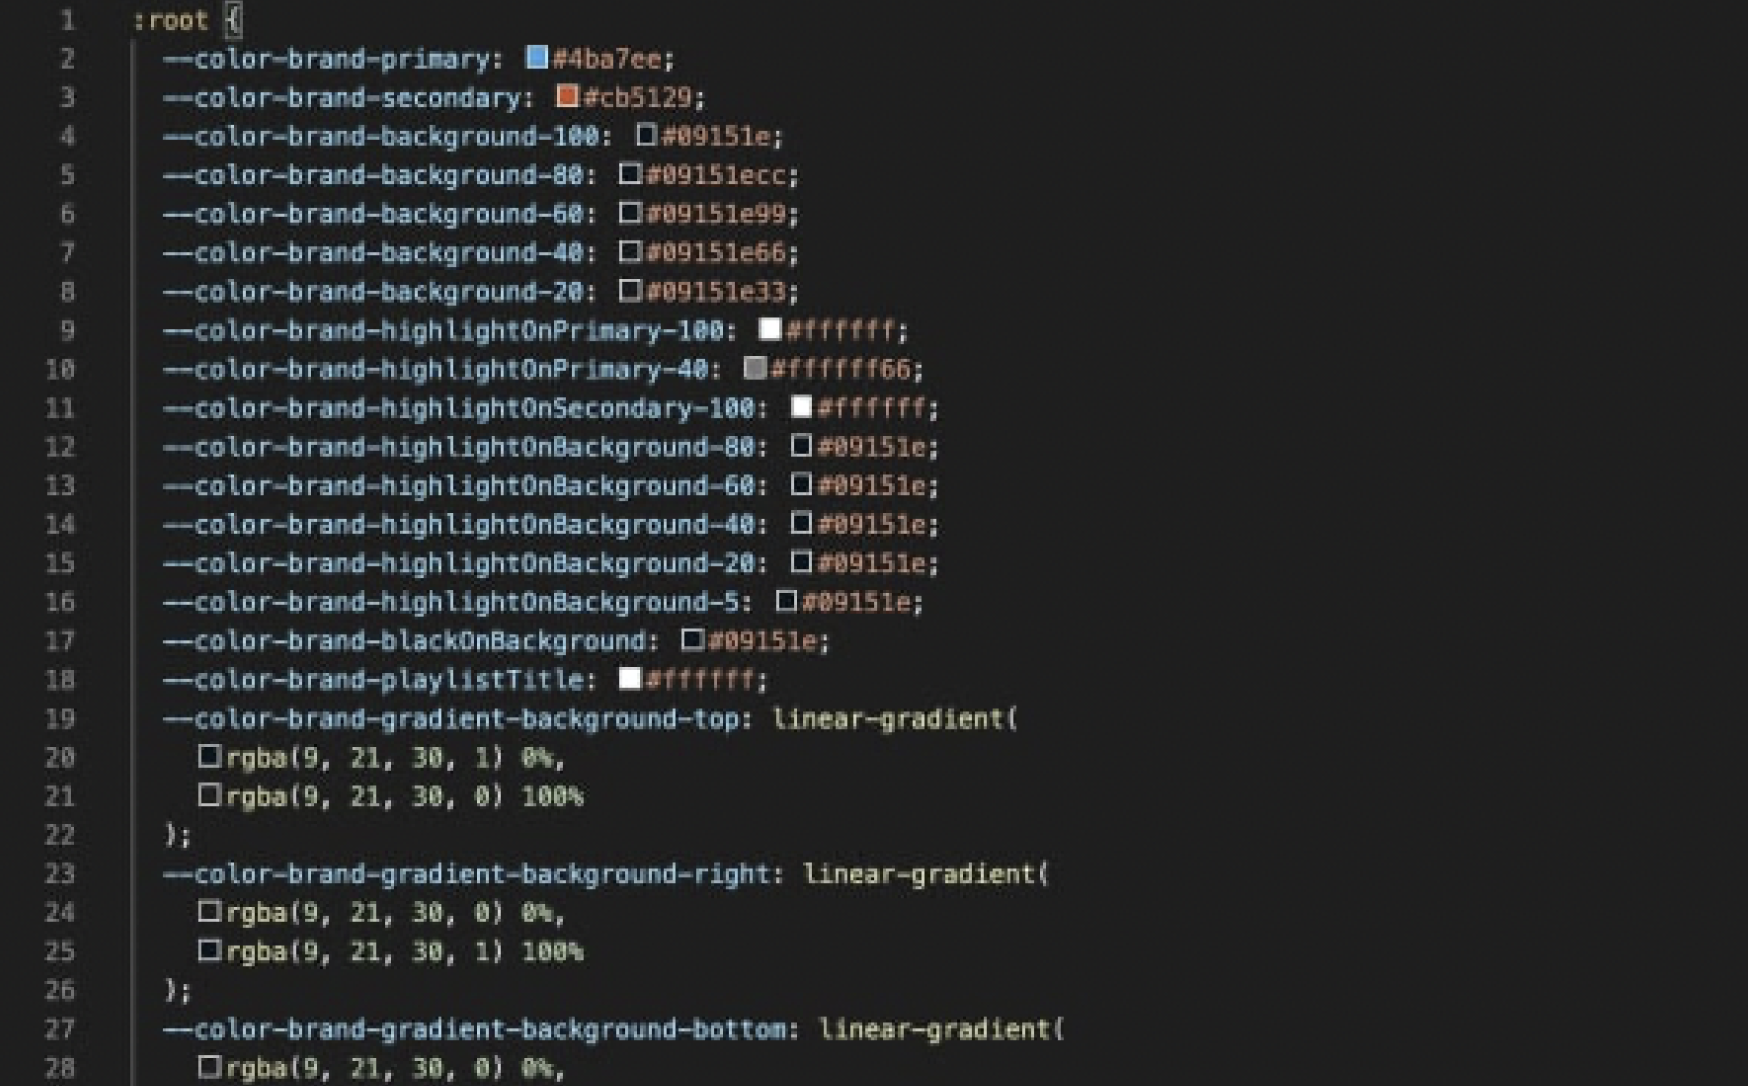 1 :root {
2 --color-brand-primary: #4ba7ee;
3 --color-brand-secondary: #cb5129;
4 --color-brand-background-100: #09151e;
5 --color-brand-background-80: #09151ecc;
6 --color-brand-background-60: #09151e99;
7 --color-brand-background-40: #09151e66;
8 --color-brand-background-20: #09151e33;
9 --color-brand-highlightOnPrimary-100: #ffffff;
10 --color-brand-highlightOnPrimary-40: #ffffff66;
11 --color-brand-highlightOnSecondary-100: #ffffff;
12 --color-brand-highlightOnBackground-80: #09151e;
13 --color-brand-highlightOnBackground-60: #09151e;
14 --color-brand-highlightOnBackground-40: #09151e;
15 --color-brand-highlightOnBackground-20: #09151e;
16 --color-brand-highlightOnBackground-5: #09151e;
17 --color-brand-blackOnBackground: #09151e;
18 --color-brand-playlistTitle: #ffffff;
19 --color-brand-gradient-background-top: linear-gradient(
20 rgba(9, 21, 30, 1) 0%,
21 rgba(9, 21, 30, 0) 100%
22 );
23 --color-brand-gradient-background-right: linear-gradient(
24 rgba(9, 21, 30, 0) 0%,
25 rgba(9, 21, 30, 1) 100%
26 );
27 --color-brand-gradient-background-bottom: linear-gradient(
28 rgba(9, 21, 30, 0) 0%,